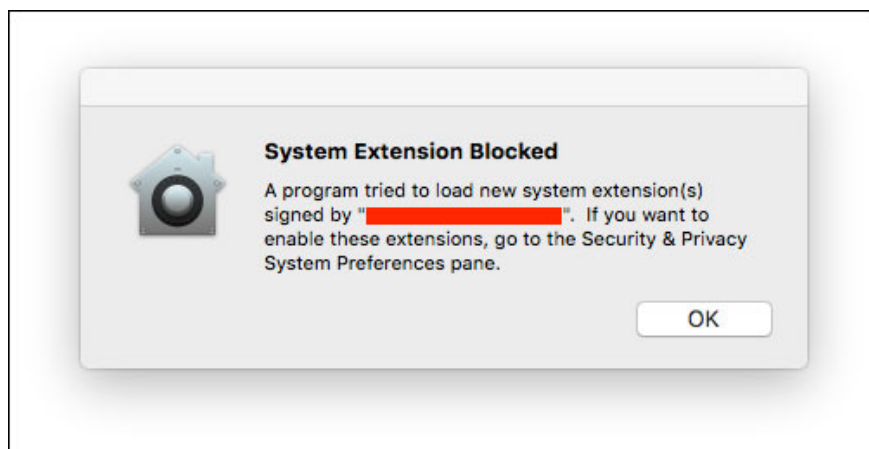 System Extension Blocked
A program tried to load new system extension(s)
signed by "                ". If you want to
enable these extensions, go to the Security & Privacy
System Preferences pane.
OK